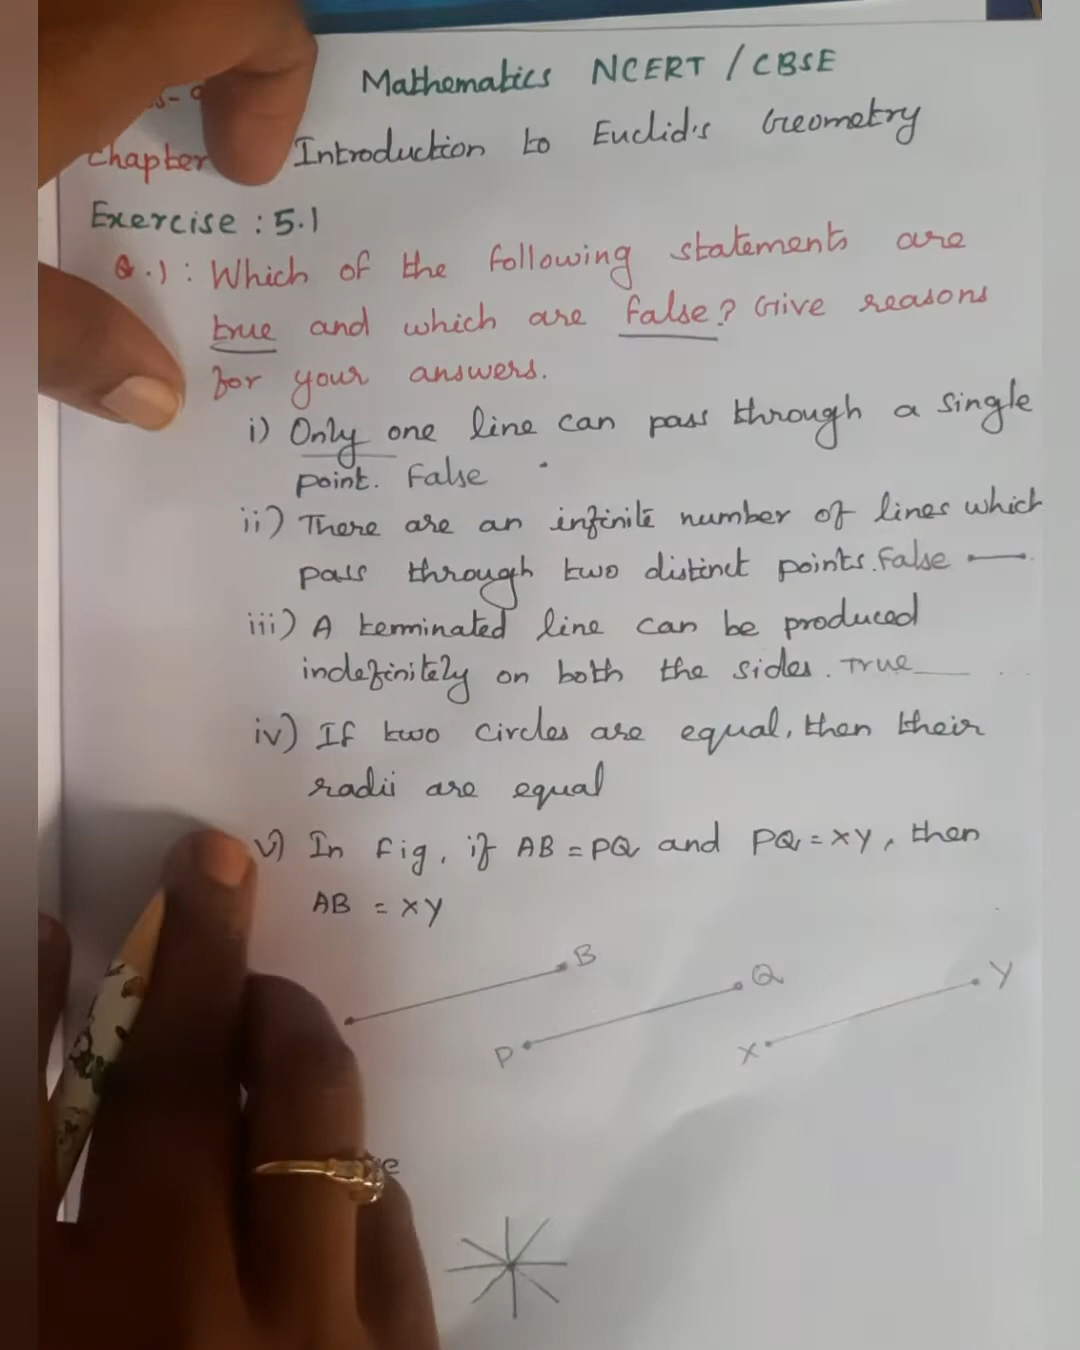 Mathematics NCERT / CBSE
Chapter Introduction to Euclid's Geometry
Exercise : 5.1
Q.1 : Which of the following statements are
true and which are false? Give reasons
for your answers.
i) Only one line can pass through a single
point. False
ii) There are an infinite number of lines which
pass through two distinct points. False
iii) A terminated line can be produced
indefinitely on both the sides. True
iv) If two circles are equal, then their
radii are equal
v) In fig, if AB = PQ and PQ = XY, then
AB = XY
B
Q
Y
P
X